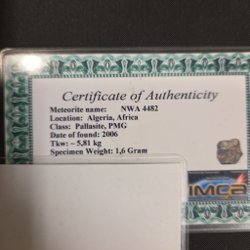 Certificate of Authenticity
Meteorite name: NWA 4482
Location: Algeria, Africa
Class: Pallasite, PMG
Date of found: 2006
Tkw: ~ 5,81 kg
Specimen Weight: 1,6 Gram
IMCA